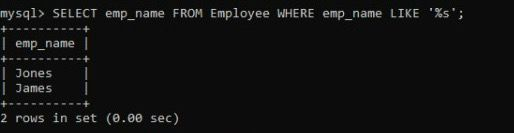 mysql> SELECT emp_name FROM Employee WHERE emp_name LIKE '%s';
+----------+
| emp_name |
+----------+
| Jones    |
| James    |
+----------+
2 rows in set (0.00 sec)